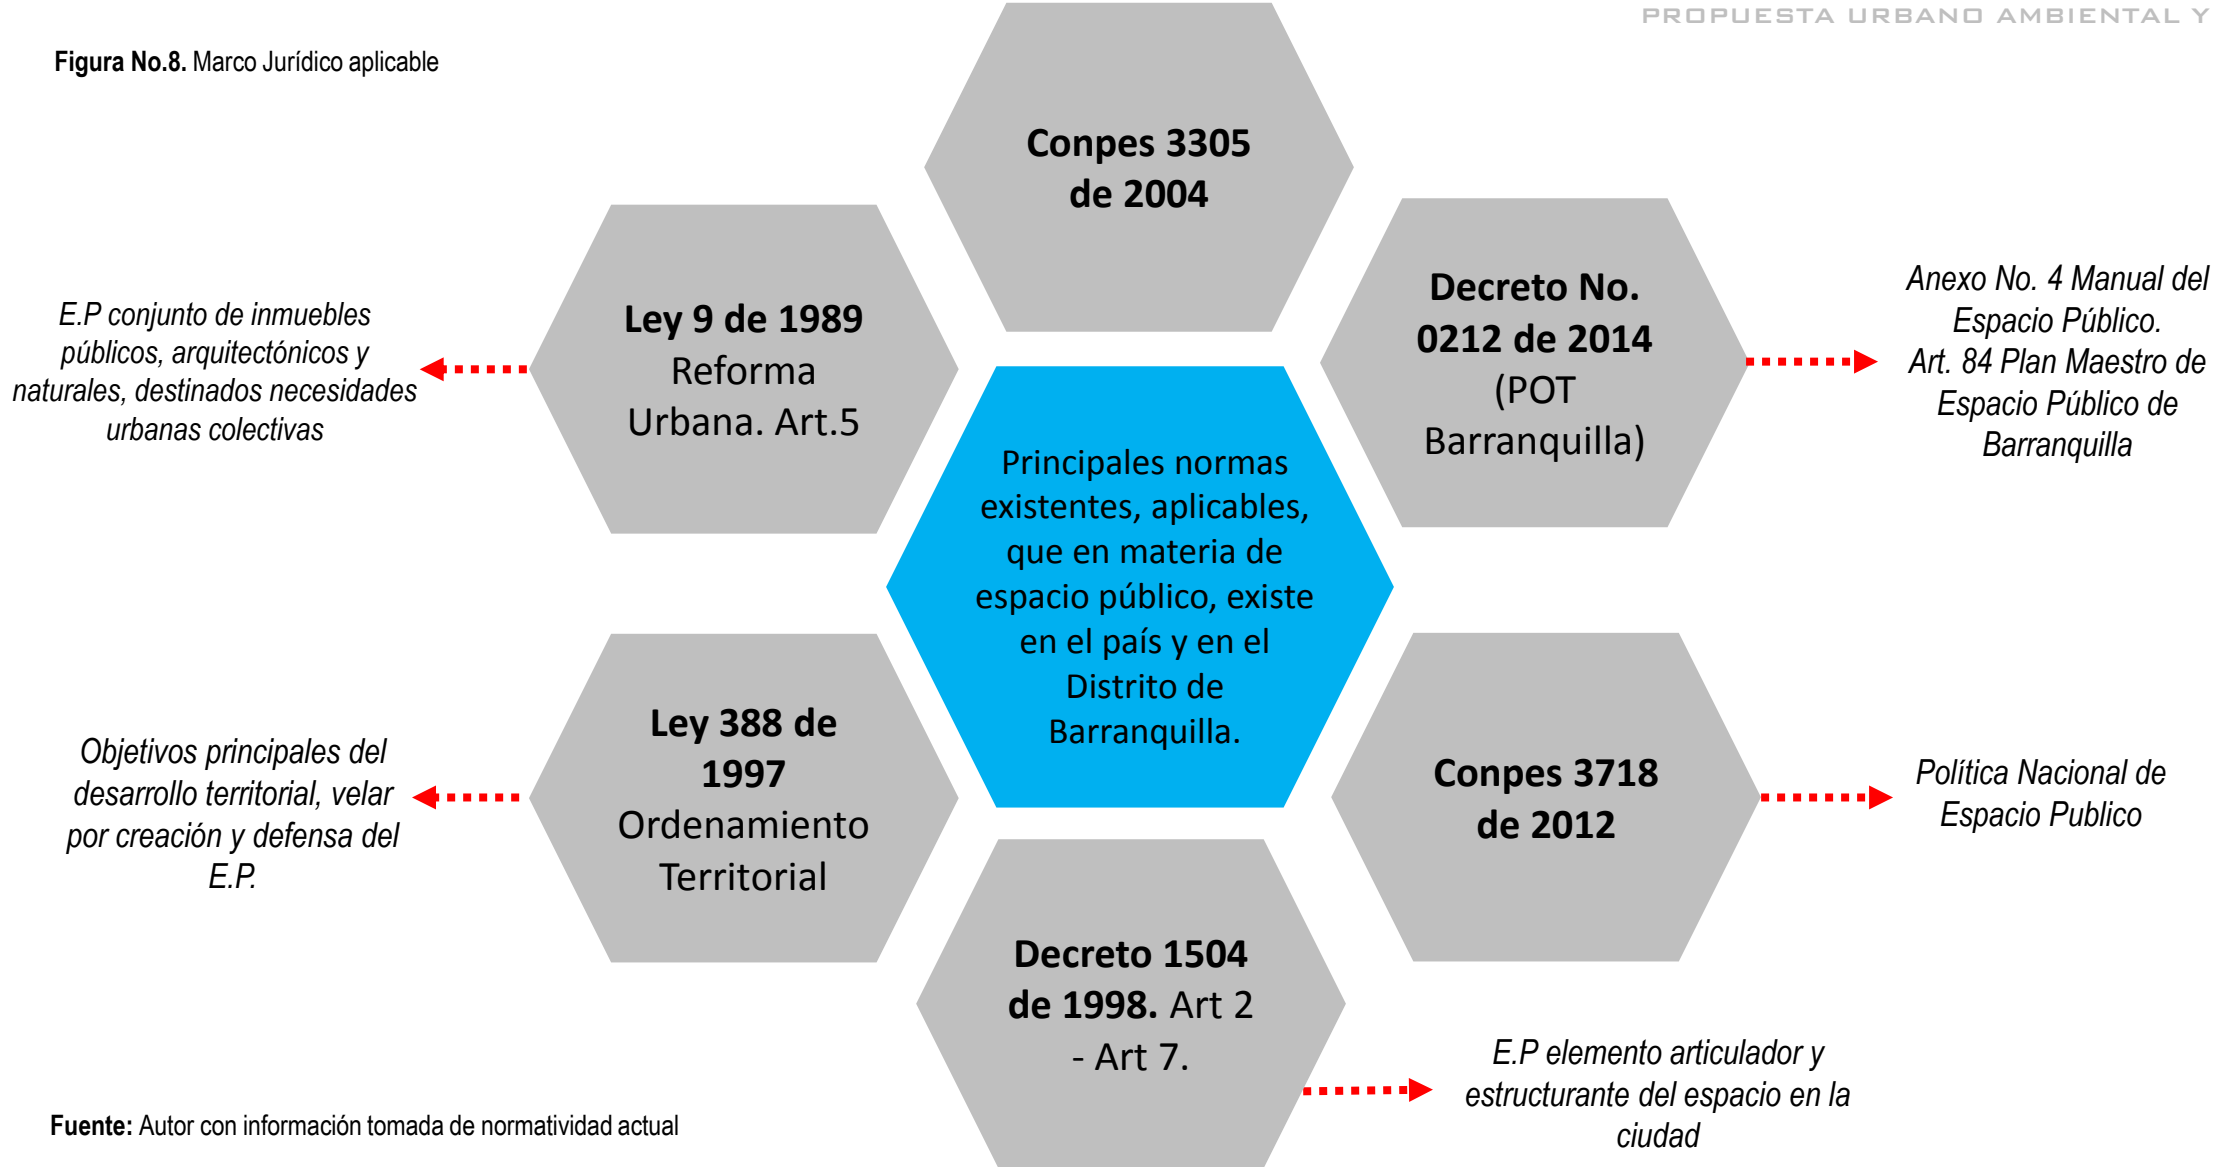 PROPUESTA URBANO AMBIENTAL Y
Figura No.8. Marco Jurídico aplicable
Conpes 3305
de 2004
Ley 9 de 1989
Reforma
Urbana. Art.5
E.P conjunto de inmuebles
públicos, arquitectónicos y
naturales, destinados necesidades
urbanas colectivas
Decreto No.
0212 de 2014
(POT
Barranquilla)
Anexo No. 4 Manual del
Espacio Público.
Art. 84 Plan Maestro de
Espacio Público de
Barranquilla
Principales normas
existentes, aplicables,
que en materia de
espacio público, existe
en el país y en el
Distrito de
Barranquilla.
Ley 388 de
1997
Ordenamiento
Territorial
Objetivos principales del
desarrollo territorial, velar
por creación y defensa del
E.P.
Conpes 3718
de 2012
Política Nacional de
Espacio Publico
Decreto 1504
de 1998. Art 2
- Art 7.
E.P elemento articulador y
estructurante del espacio en la
ciudad
Fuente: Autor con información tomada de normatividad actual